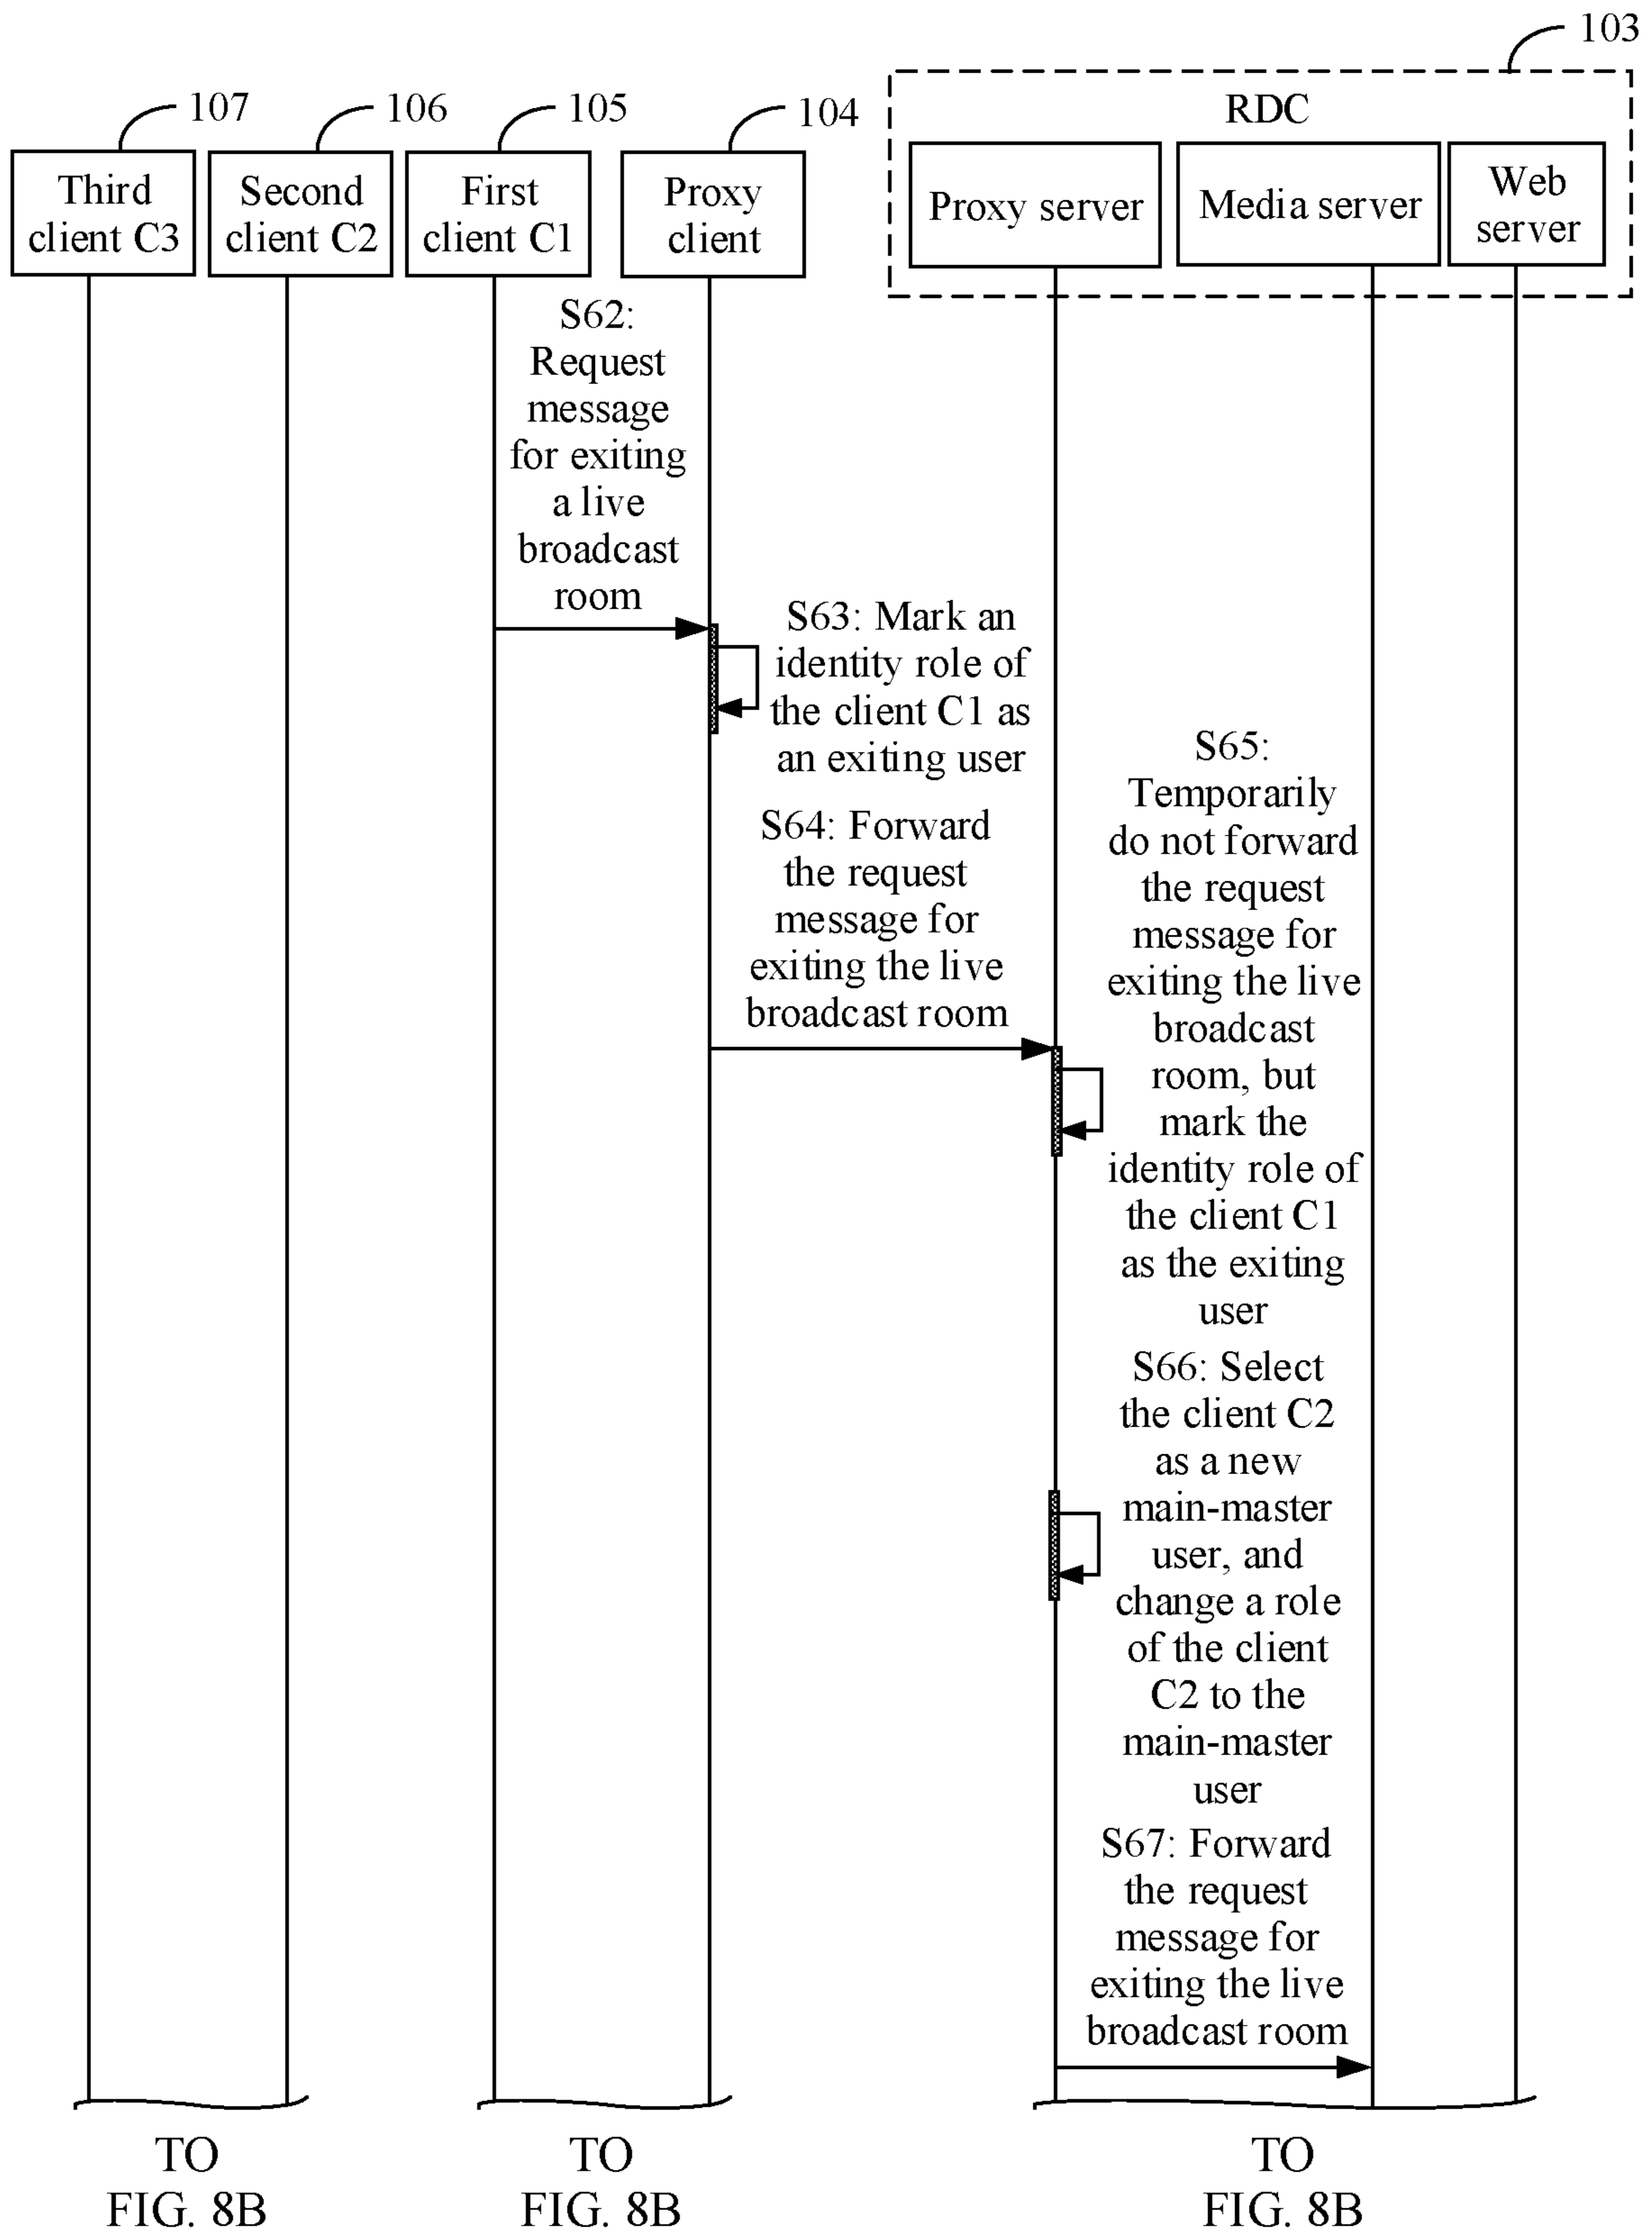 103
107
106
105
104
RDC
Third
client C3
Second
client C2
First
client C1
Proxy
client
Proxy server
Media server
Web
server
S62:
Request
message
for exiting
a live
broadcast
room
S63: Mark an
identity role of
the client C1 as
an exiting user
S64: Forward
the request
message for
exiting the live
broadcast room
S65:
Temporarily
do not forward
the request
message for
exiting the live
broadcast
room, but
mark the
identity role of
the client C1
as the exiting
user
S66: Select
the client C2
as a new
main-master
user, and
change a role
of the client
C2 to the
main-master
user
S67: Forward
the request
message for
exiting the live
broadcast room
TO
FIG. 8B
TO
FIG. 8B
TO
FIG. 8B